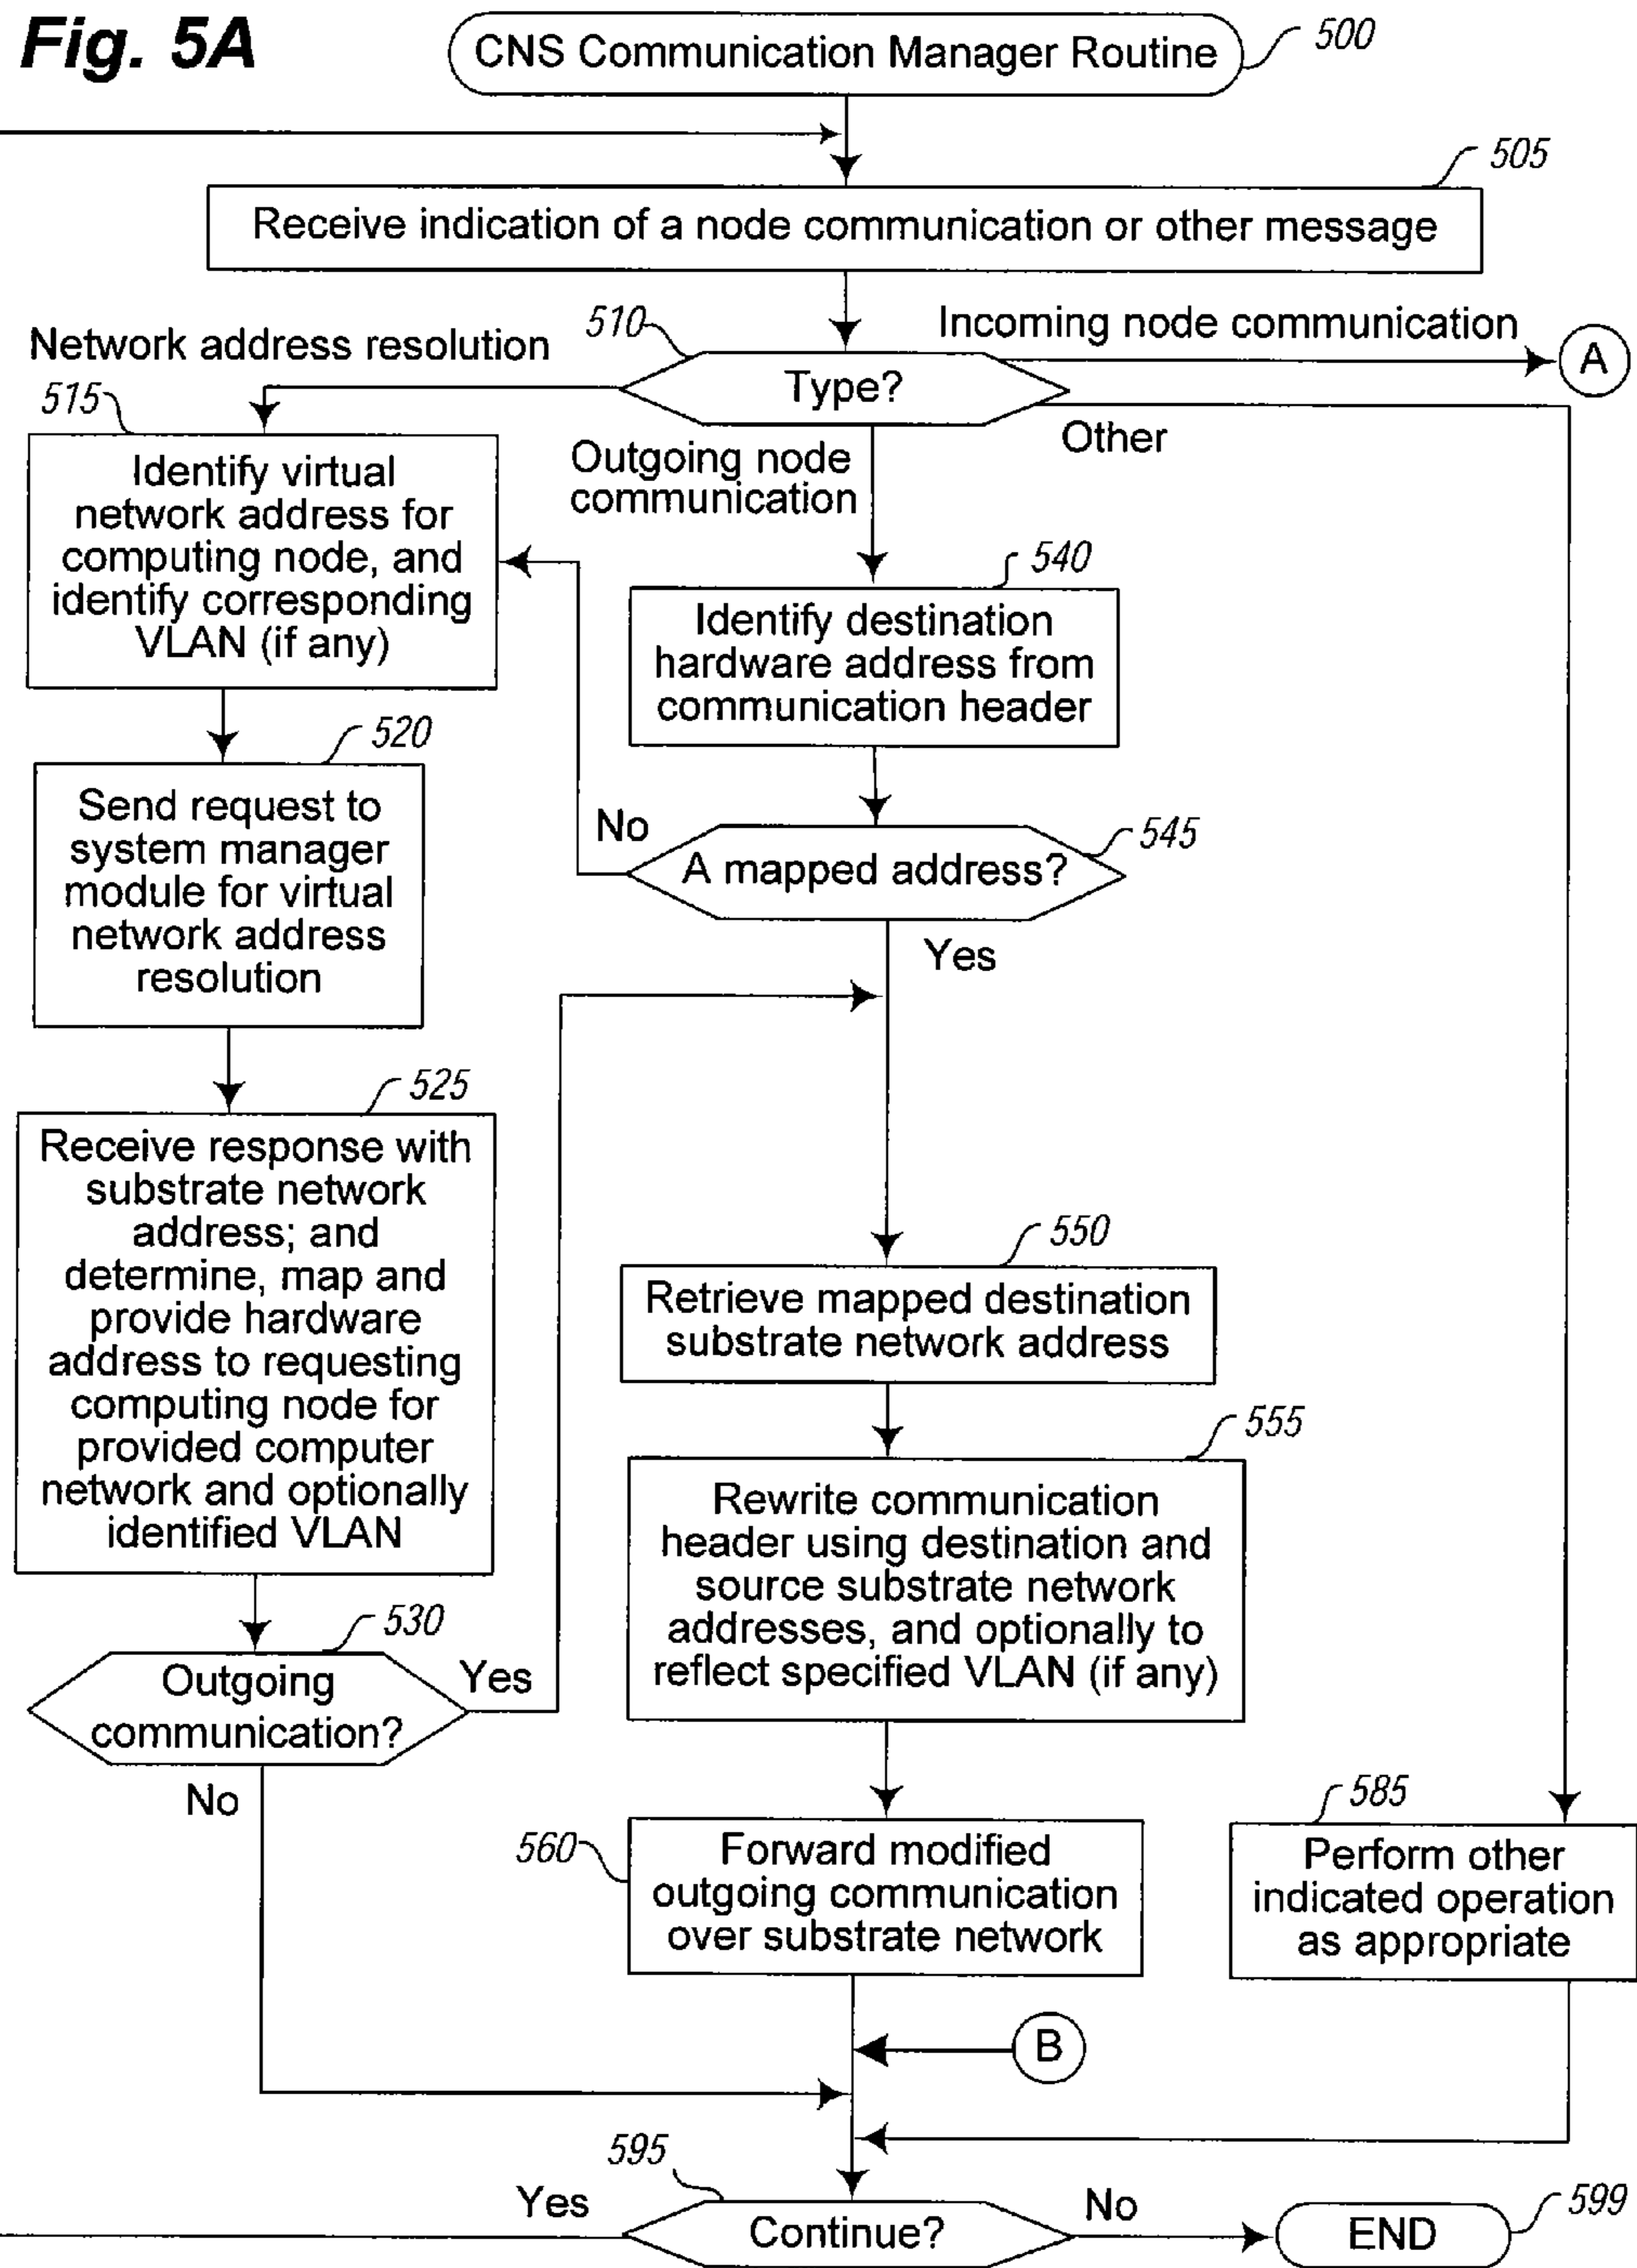 Fig. 5A
CNS Communication Manager Routine
500
505
Receive indication of a node communication or other message
510
Incoming node communication
A
Network address resolution
Type?
515
Other
Identify virtual
network address for
computing node, and
identify corresponding
VLAN (if any)
Outgoing node
communication
540
Identify destination
hardware address from
communication header
520
Send request to
system manager
module for virtual
network address
resolution
No
545
A mapped address?
Yes
525
Receive response with
substrate network
address; and
determine, map and
provide hardware
address to requesting
computing node for
provided computer
network and optionally
identified VLAN
550
Retrieve mapped destination
substrate network address
555
Rewrite communication
header using destination and
source substrate network
addresses, and optionally to
reflect specified VLAN (if any)
530
Outgoing
communication?
Yes
No
560
Forward modified
outgoing communication
over substrate network
585
Perform other
indicated operation
as appropriate
B
595
Yes
Continue?
No
END
599